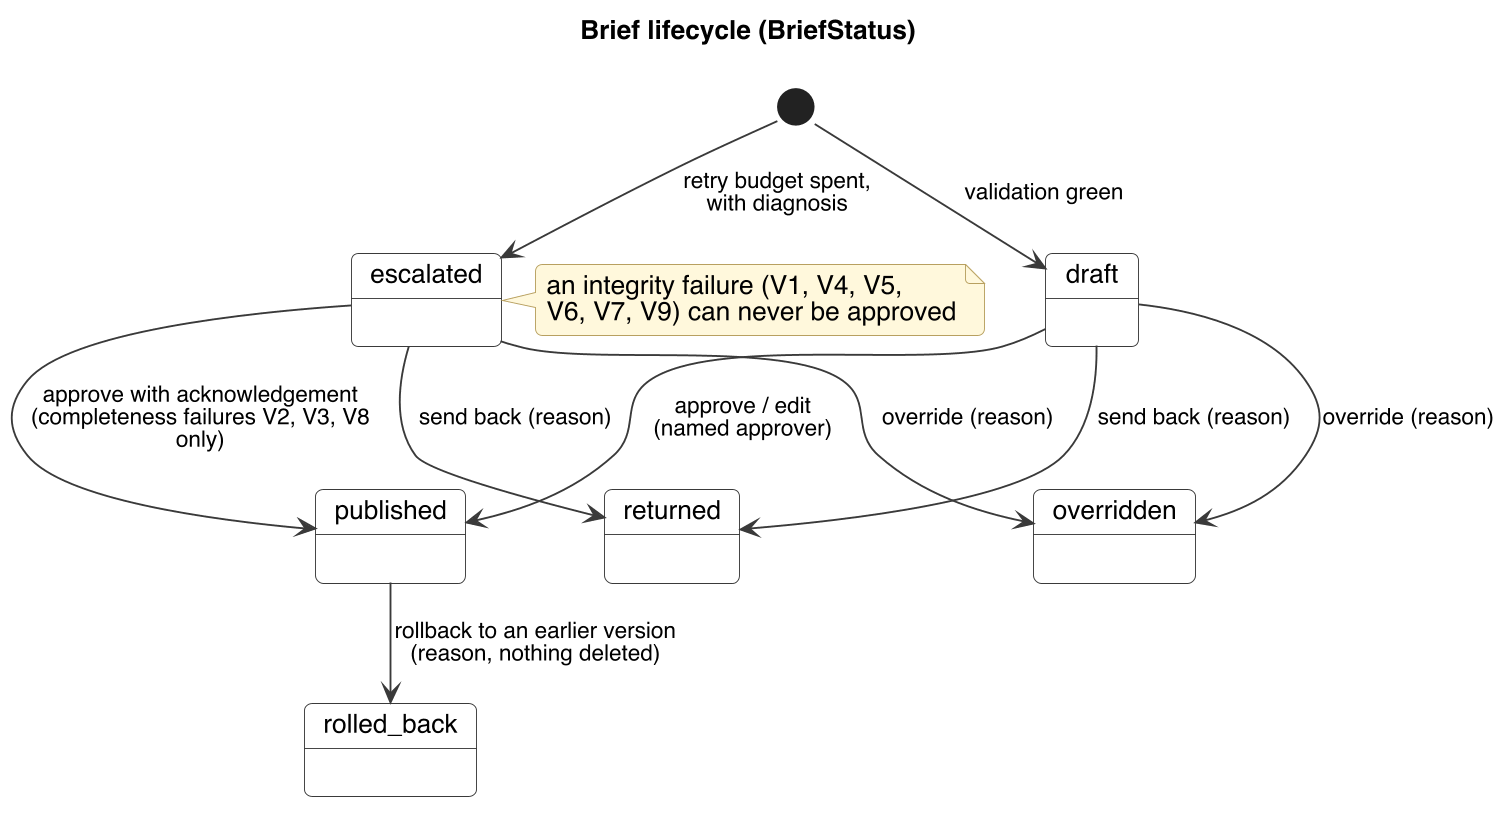 Brief lifecycle (BriefStatus)
retry budget spent,
with diagnosis
validation green
escalated
an integrity failure (V1, V4, V5,
V6, V7, V9) can never be approved
draft
approve with acknowledgement
(completeness failures V2, V3, V8
only)
send back (reason)
approve / edit
(named approver)
override (reason)
send back (reason)
override (reason)
published
returned
overridden
rollback to an earlier version
(reason, nothing deleted)
rolled_back